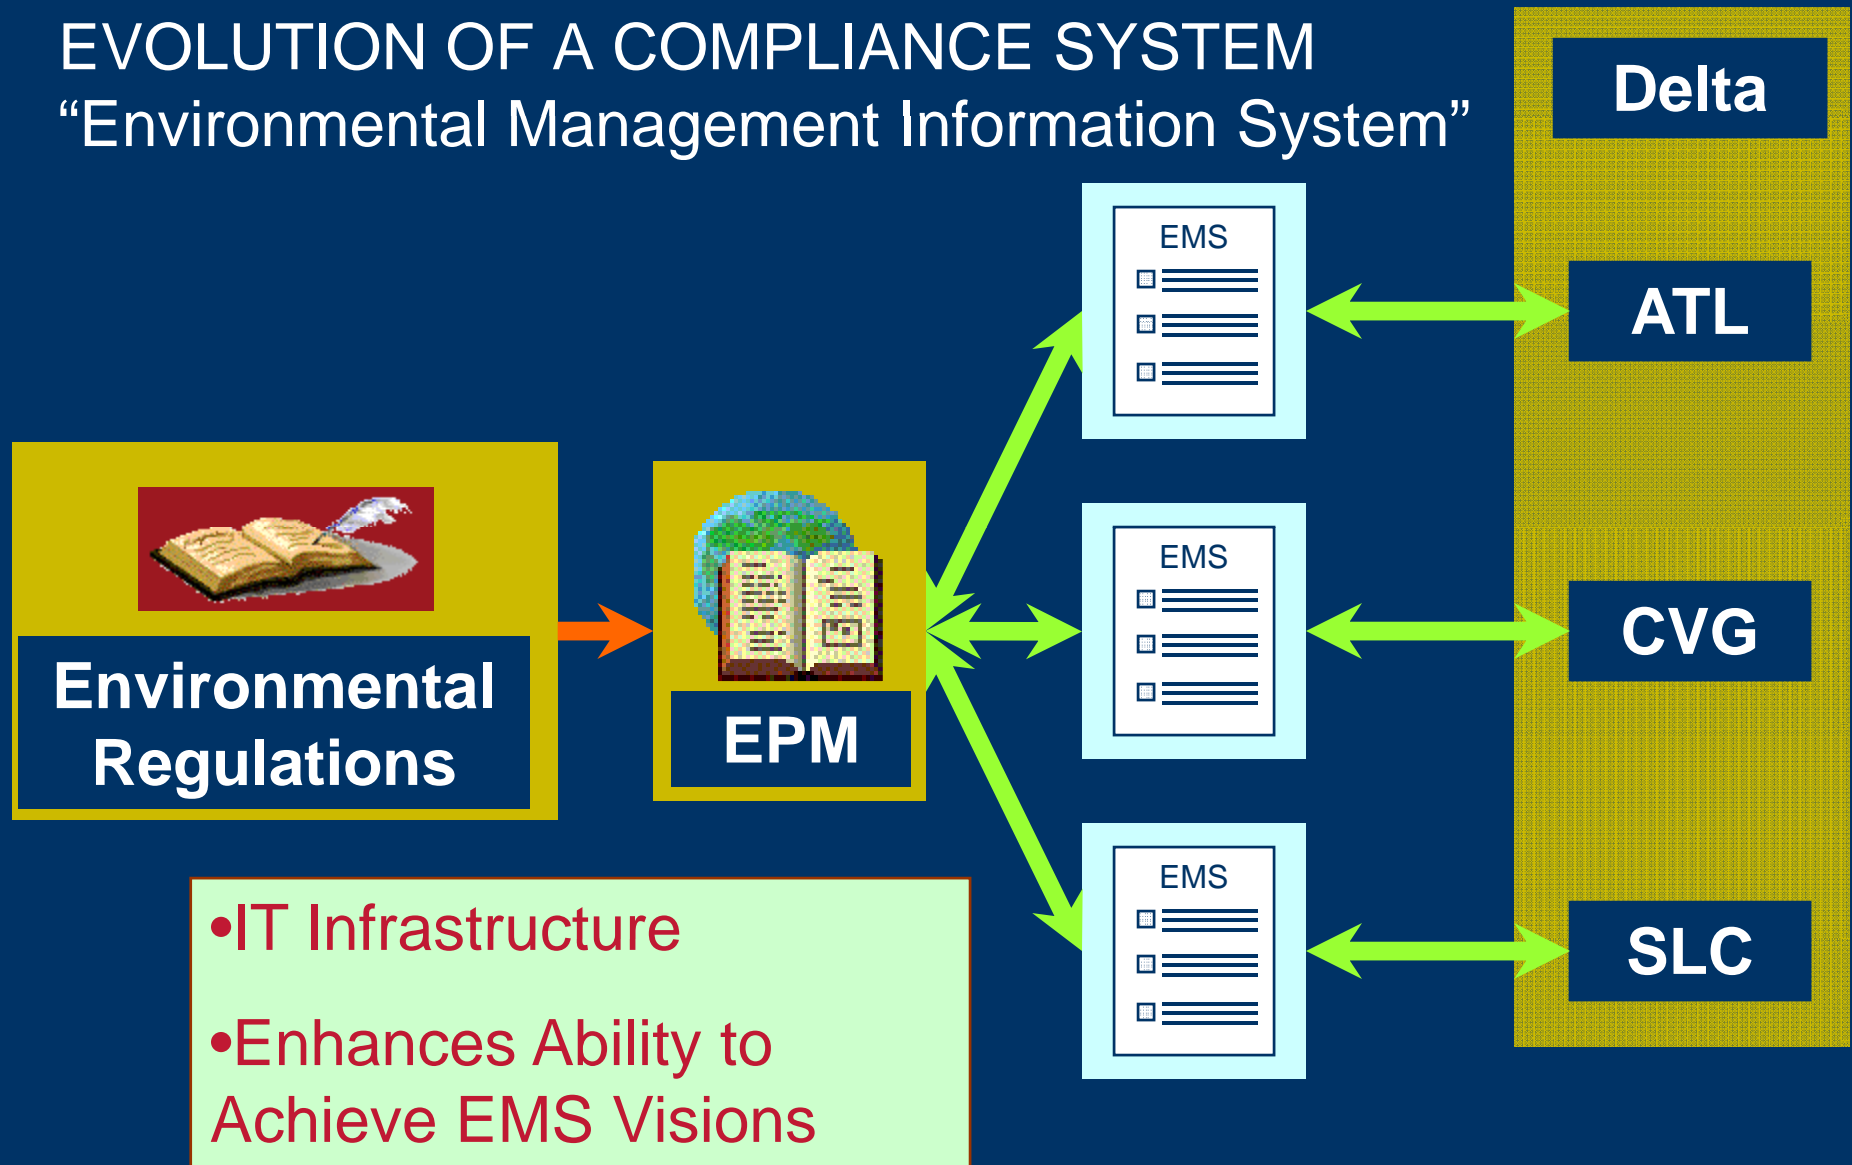 EVOLUTION OF A COMPLIANCE SYSTEM
“Environmental Management Information System”
Delta
EMS
ATL
EMS
CVG
Environmental
Regulations
EPM
EMS
SLC
•IT Infrastructure
•Enhances Ability to
Achieve EMS Visions